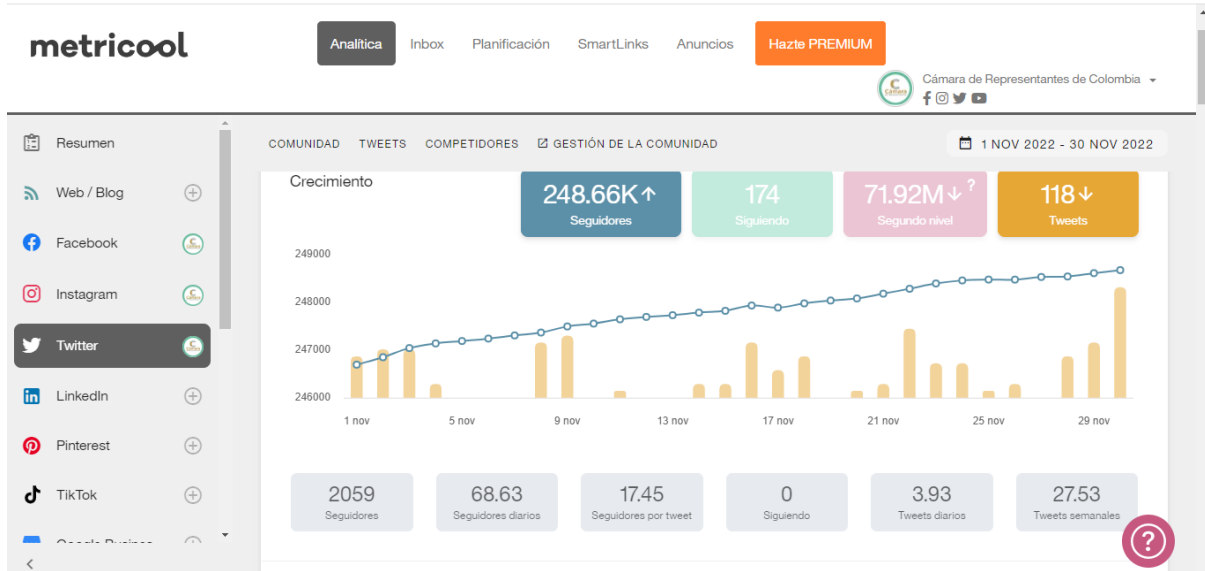 metricool
Analítica Inbox Planificación SmartLinks Anuncios Hazte PREMIUM
Cámara de Representantes de Colombia
Resumen
Web / Blog
Facebook
Instagram
Twitter
LinkedIn
Pinterest
TikTok
COMUNIDAD TWEETS COMPETIDORES GESTIÓN DE LA COMUNIDAD 1 NOV 2022 - 30 NOV 2022
Crecimiento
248.66K
Seguidores
174
Siguiendo
71.92M ?
Segundo nivel
118
Tweets
249000
248000
247000
246000
1 nov 5 nov 9 nov 13 nov 17 nov 21 nov 25 nov 29 nov
2059
Seguidores
68.63
Seguidores diarios
17.45
Seguidores por tweet
0
Siguiendo
3.93
Tweets diarios
27.53
Tweets semanales
?